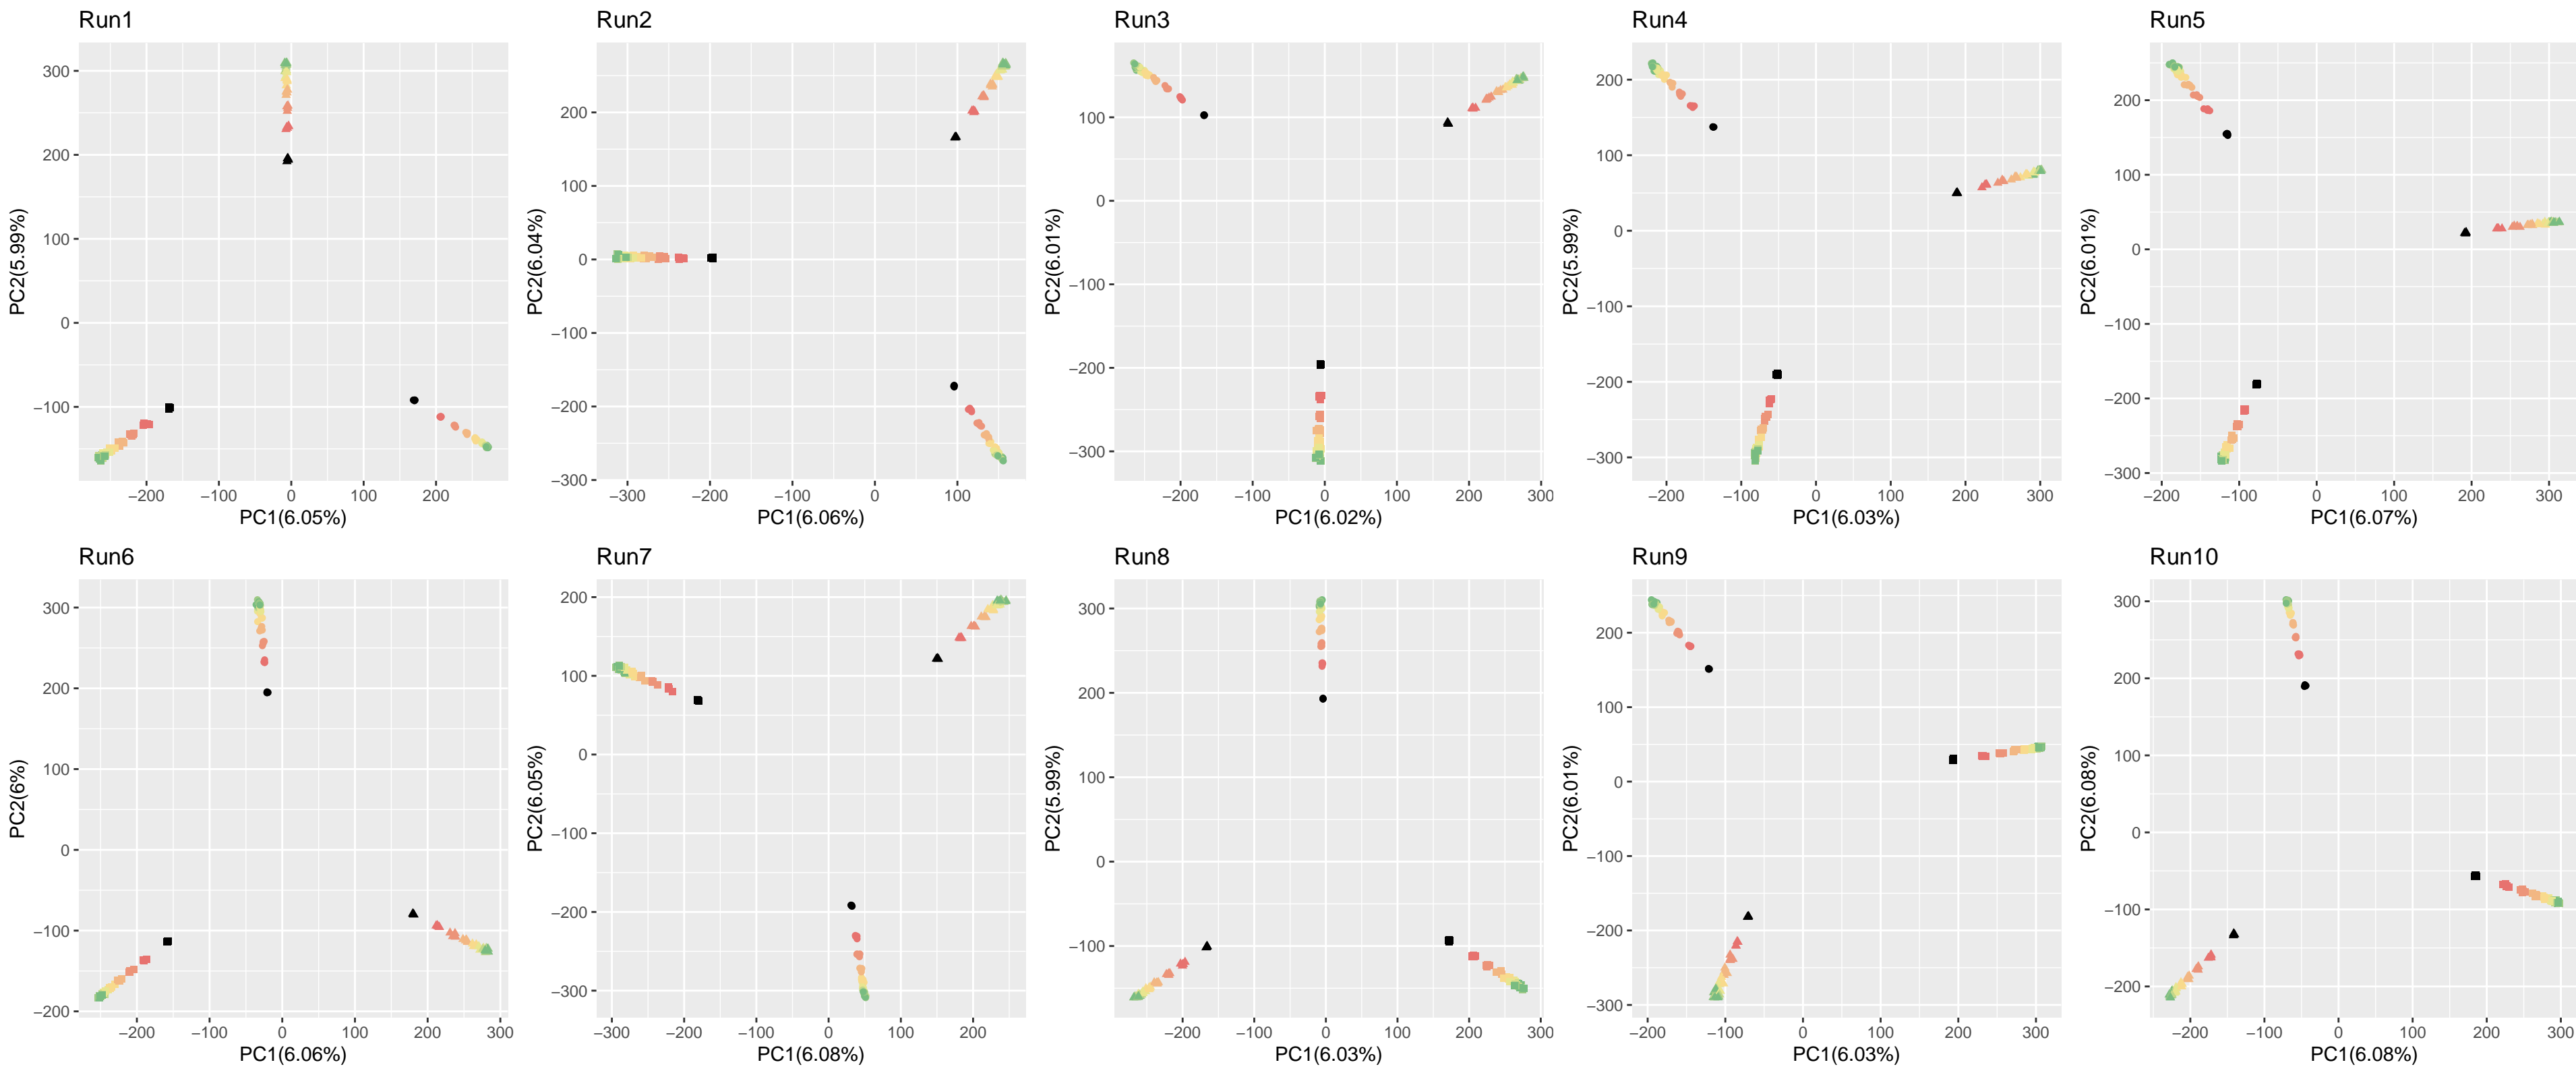 Run1
300
200
100
0
−100
PC2(5.99%)
−200 −100 0 100 200
PC1(6.05%)
Run2
200
100
0
−100
−200
−300
PC2(6.04%)
−300 −200 −100 0 100
PC1(6.06%)
Run3
100
0
−100
−200
−300
PC2(6.01%)
−200 −100 0 100 200 300
PC1(6.02%)
Run4
200
100
0
−100
−200
−300
PC2(5.99%)
−200 −100 0 100 200 300
PC1(6.03%)
Run5
200
100
0
−100
−200
−300
PC2(6.01%)
−200 −100 0 100 200 300
PC1(6.07%)
Run6
300
200
100
0
−100
−200
PC2(6%)
−200 −100 0 100 200 300
PC1(6.06%)
Run7
200
100
0
−100
−200
−300
PC2(6.05%)
−300 −200 −100 0 100 200
PC1(6.08%)
Run8
300
200
100
0
−100
PC2(5.99%)
−200 −100 0 100 200 300
PC1(6.03%)
Run9
200
100
0
−100
−200
−300
PC2(6.01%)
−200 −100 0 100 200 300
PC1(6.03%)
Run10
300
200
100
0
−100
−200
PC2(6.08%)
−200 −100 0 100 200 300
PC1(6.08%)